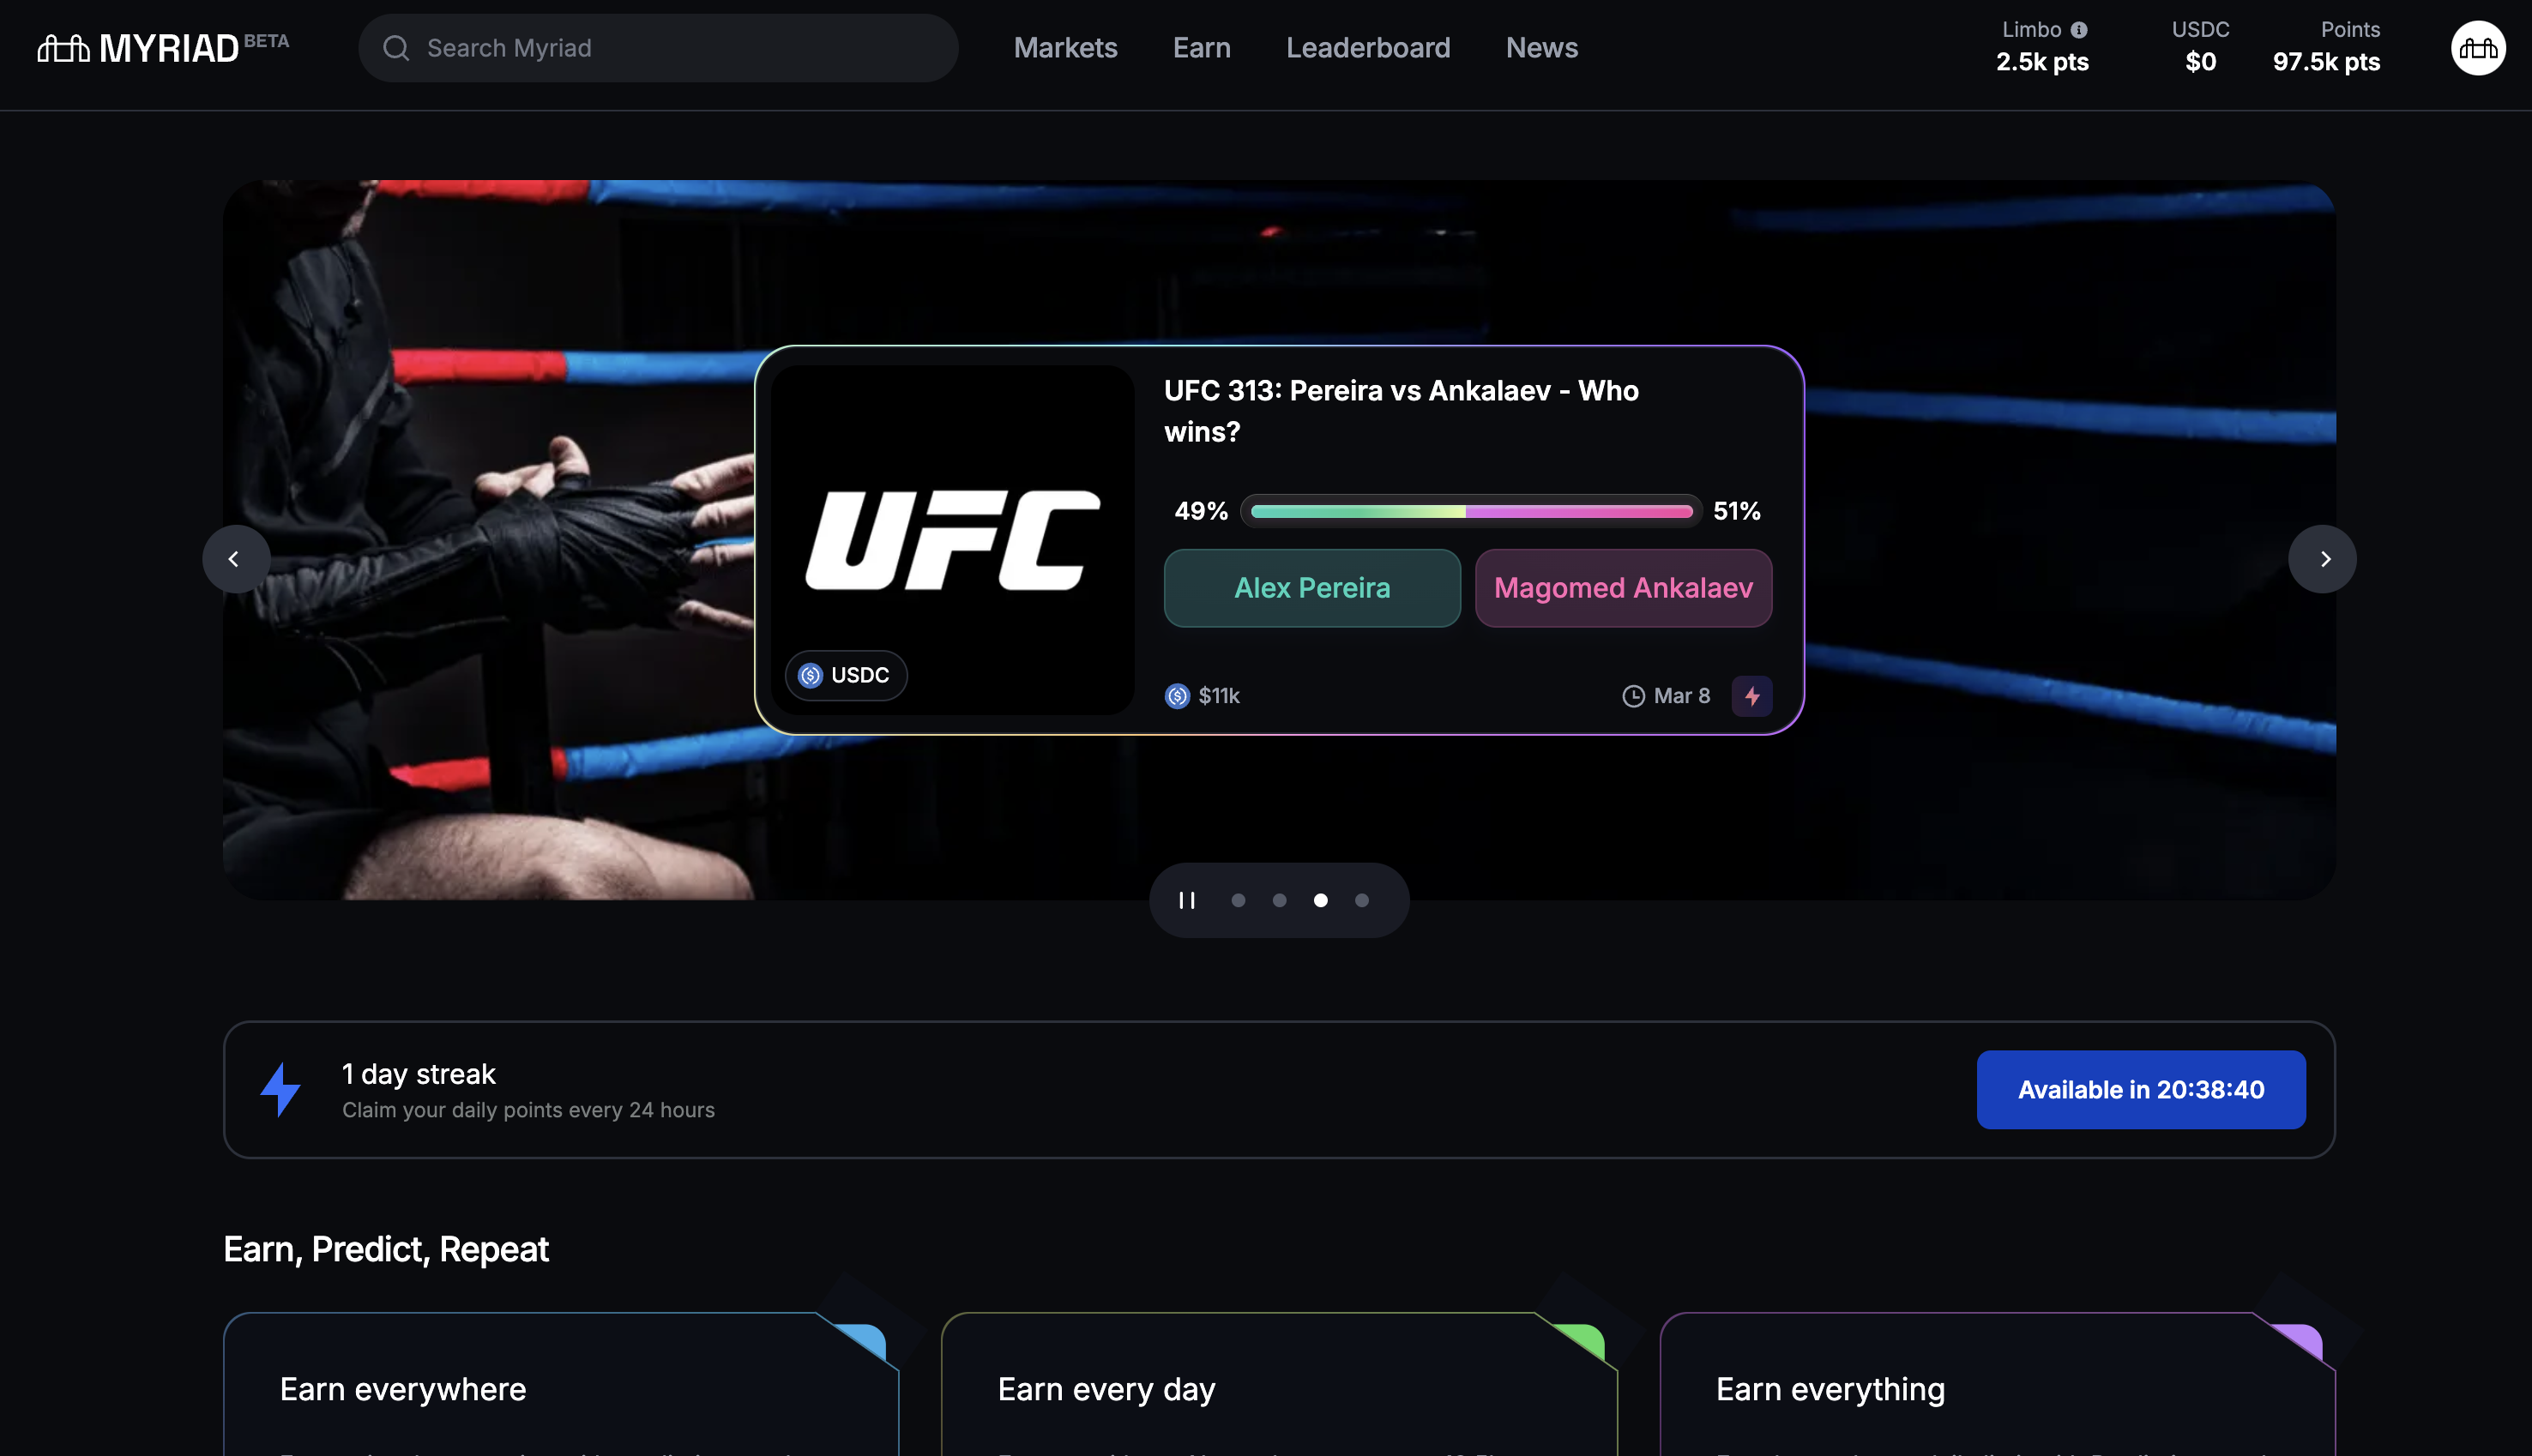 MYRIAD BETA
Search Myriad
Markets
Earn
Leaderboard
News
Limbo
2.5k pts
USDC
$0
Points
97.5k pts
UFC
USDC
UFC 313: Pereira vs Ankalaev - Who
wins?
49%
51%
Alex Pereira
Magomed Ankalaev
$11k
Mar 8
1 day streak
Claim your daily points every 24 hours
Available in 20:38:40
Earn, Predict, Repeat
Earn everywhere
Earn every day
Earn everything